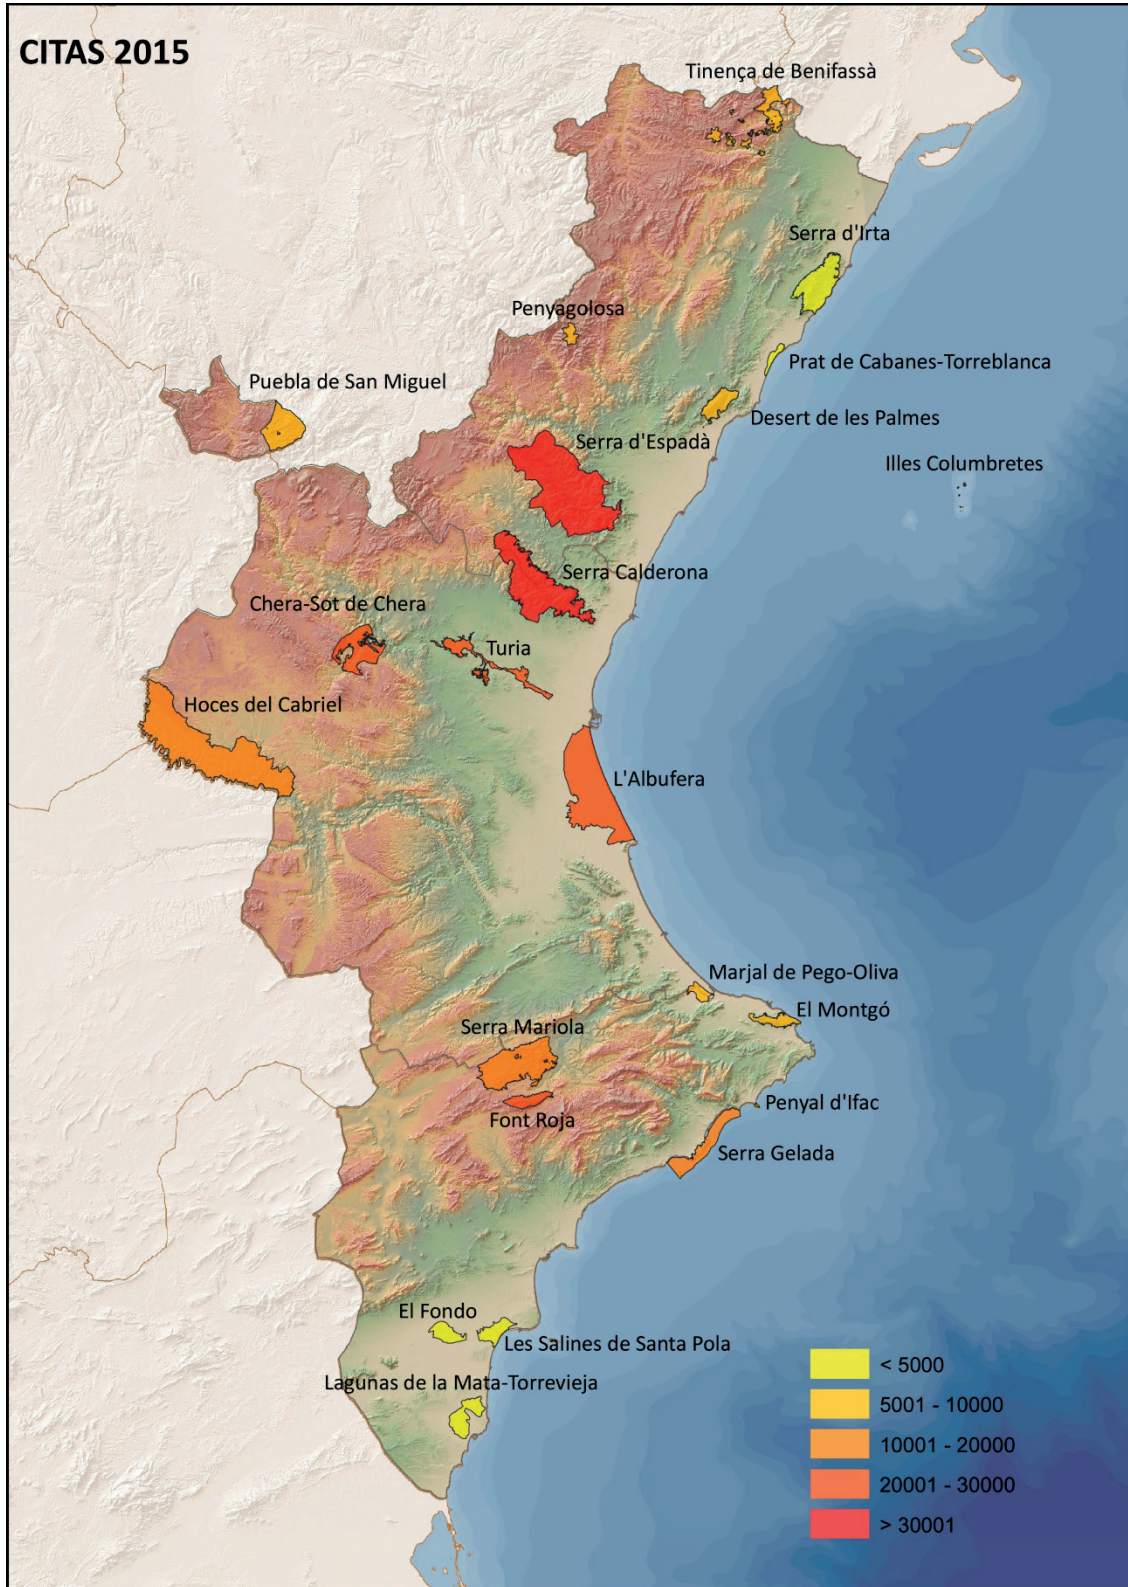 CITAS 2015
Tinença de Benifassà
Serra d'Irta
Penyagolosa
Prat de Cabanes-Torreblanca
Puebla de San Miguel
Desert de les Palmes
Serra d'Espadà
Illes Columbretes
Serra Calderona
Chera-Sot de Chera
Turia
Hoces del Cabriel
L'Albufera
Marjal de Pego-Oliva
El Montgó
Serra Mariola
Penyal d'Ifac
Font Roja
Serra Gelada
El Fondo
Les Salines de Santa Pola
Lagunas de la Mata-Torrevieja
< 5000
5001 - 10000
10001 - 20000
20001 - 30000
> 30001